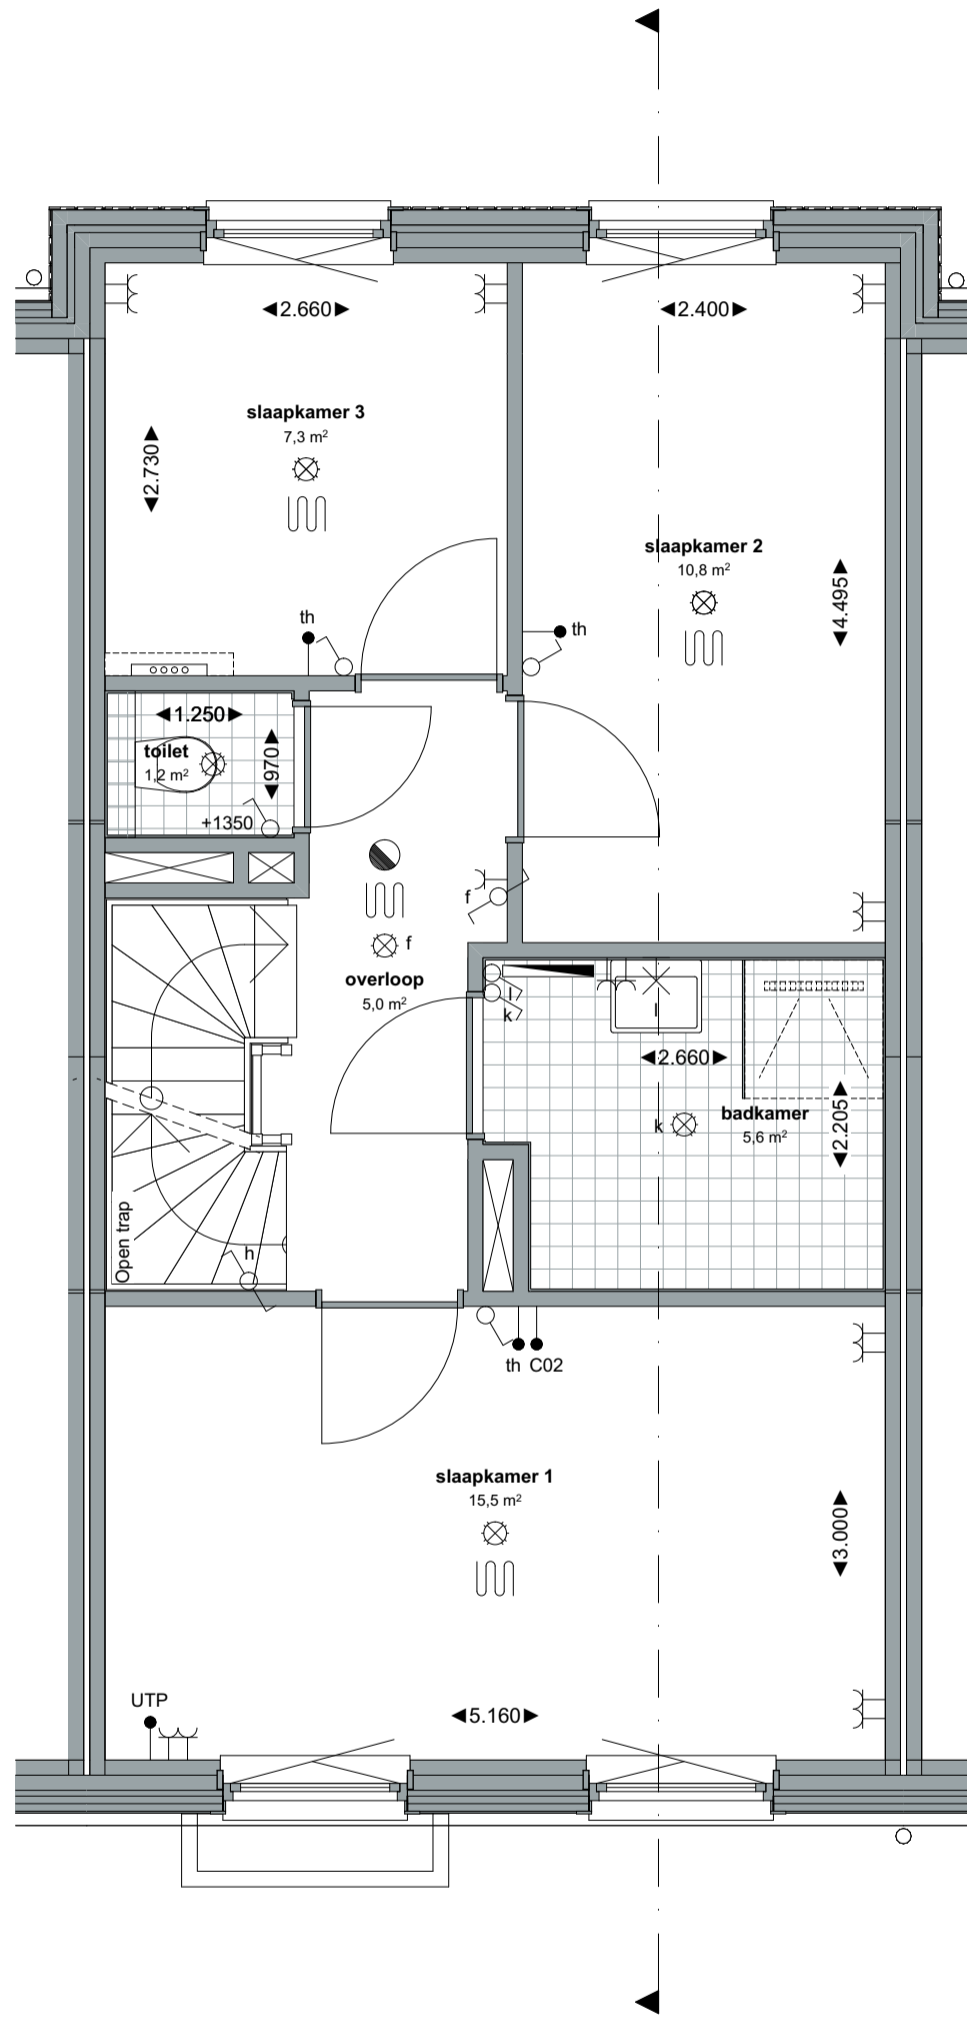 2.660
2.400
slaapkamer 3
7,3 m²
2.730
slaapkamer 2
10,8 m²
4.495
th
th
1.250
toilet
1,2 m²
970
+1350
f
f
overloop
5,0 m²
l
k
l
2.660
badkamer
5,6 m²
k
2.205
Open trap
h
th C02
slaapkamer 1
15,5 m²
3.000
UTP
5.160